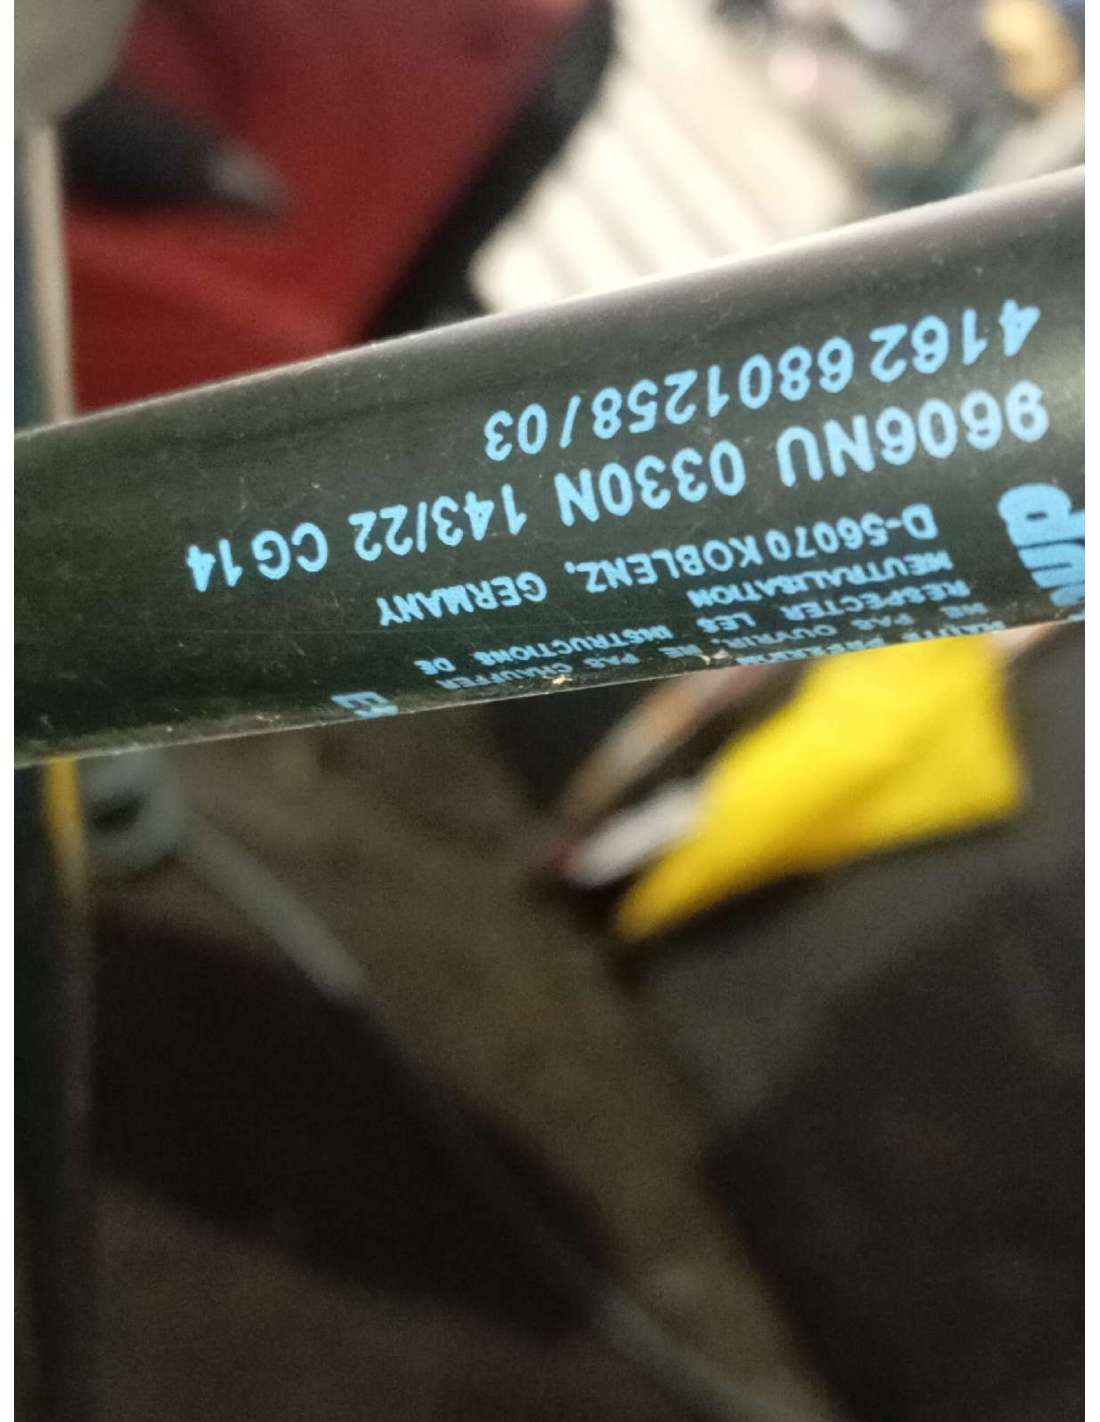 NE PAS OUVRIR, NE PAS CHAUFFER
RESPECTER LES INSTRUCTIONS DE
NEUTRALISATION
D-56070 KOBLENZ, GERMANY
9606NU 0330N 143/22 CG14
4162 6801258/03